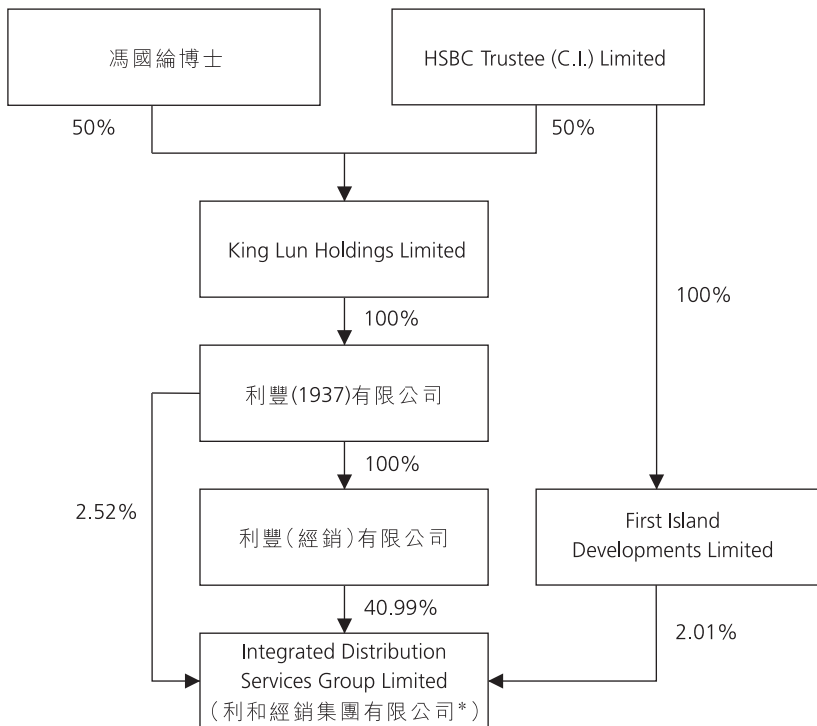 馮國綸博士
HSBC Trustee (C.I.) Limited
50%
50%
King Lun Holdings Limited
100%
100%
利豐(1937)有限公司
100%
2.52%
利豐(經銷)有限公司
First Island
Developments Limited
40.99%
2.01%
Integrated Distribution
Services Group Limited
(利和經銷集團有限公司*)